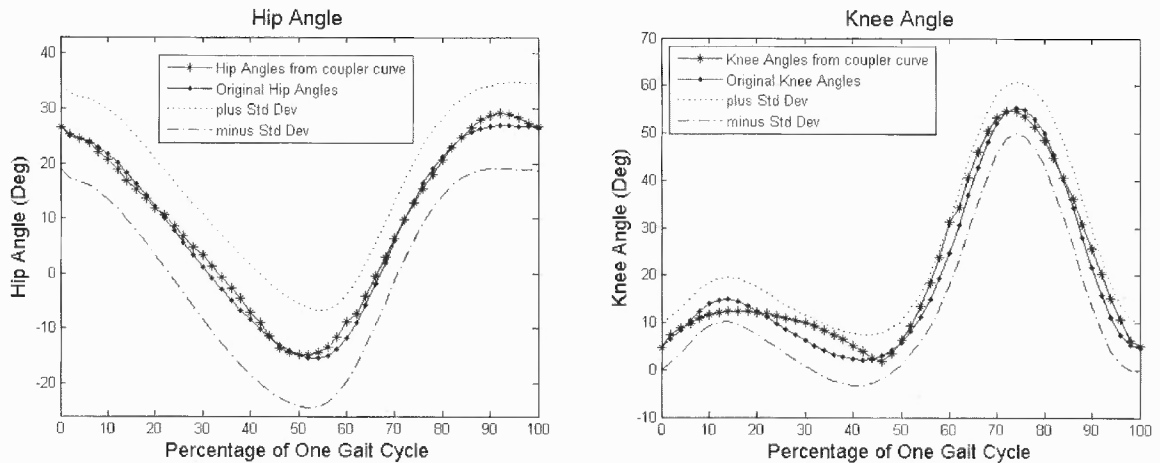 Hip Angle
Hip Angle (Deg)
40
30
20
10
0
-10
-20
Hip Angles from coupler curve
Original Hip Angles
plus Std Dev
minus Std Dev
0 10 20 30 40 50 60 70 80 90 100
Percentage of One Gait Cycle
Knee Angle
Knee Angle (Deg)
70
60
50
40
30
20
10
0
-10
Knee Angles from coupler curve
Original Knee Angles
plus Std Dev
minus Std Dev
0 10 20 30 40 50 60 70 80 90 100
Percentage of One Gait Cycle